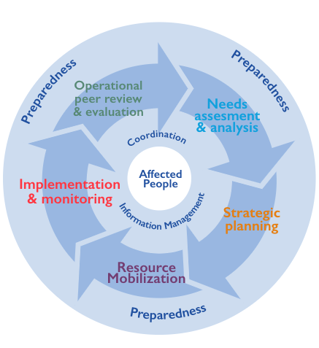 Preparedness
Preparedness
Operational
peer review
& evaluation
Needs
assesment
& analysis
Coordination
Affected
People
Information Management
Implementation
& monitoring
Strategic
planning
Resource
Mobilization
Preparedness